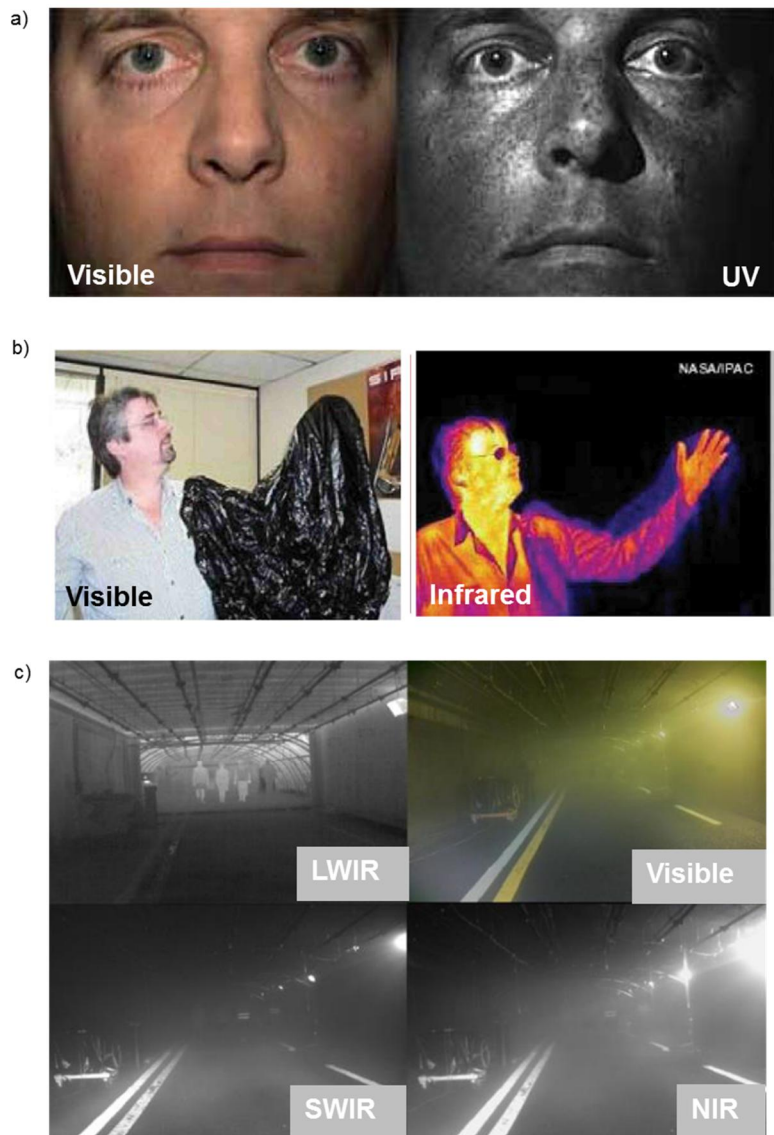 a)
Visible
UV
b)
NASA/IPAC
Visible
Infrared
c)
LWIR
Visible
SWIR
NIR